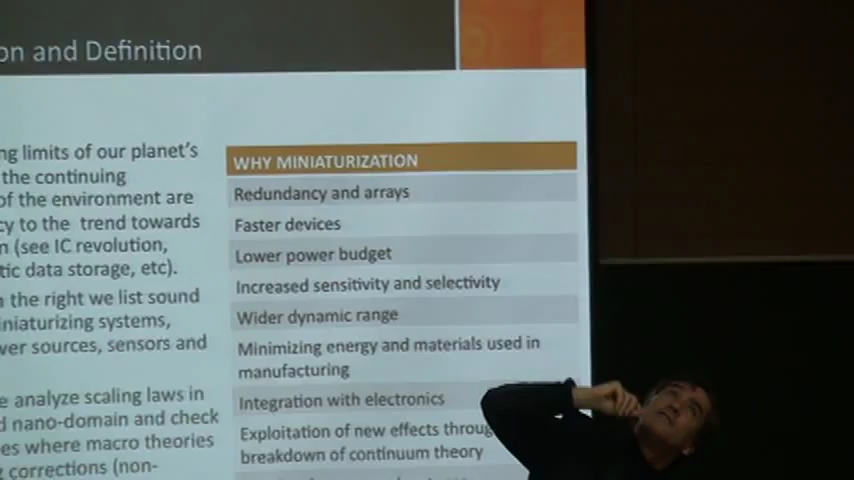 on and Definition
ng limits of our planet's
the continuing
of the environment are
cy to the trend towards
n (see IC revolution,
tic data storage, etc).
n the right we list sound
niaturizing systems,
wer sources, sensors and
e analyze scaling laws in
d nano-domain and check
es where macro theories
g corrections (non-
WHY MINIATURIZATION
Redundancy and arrays
Faster devices
Lower power budget
Increased sensitivity and selectivity
Wider dynamic range
Minimizing energy and materials used in
manufacturing
Integration with electronics
Exploitation of new effects throug
breakdown of continuum theory